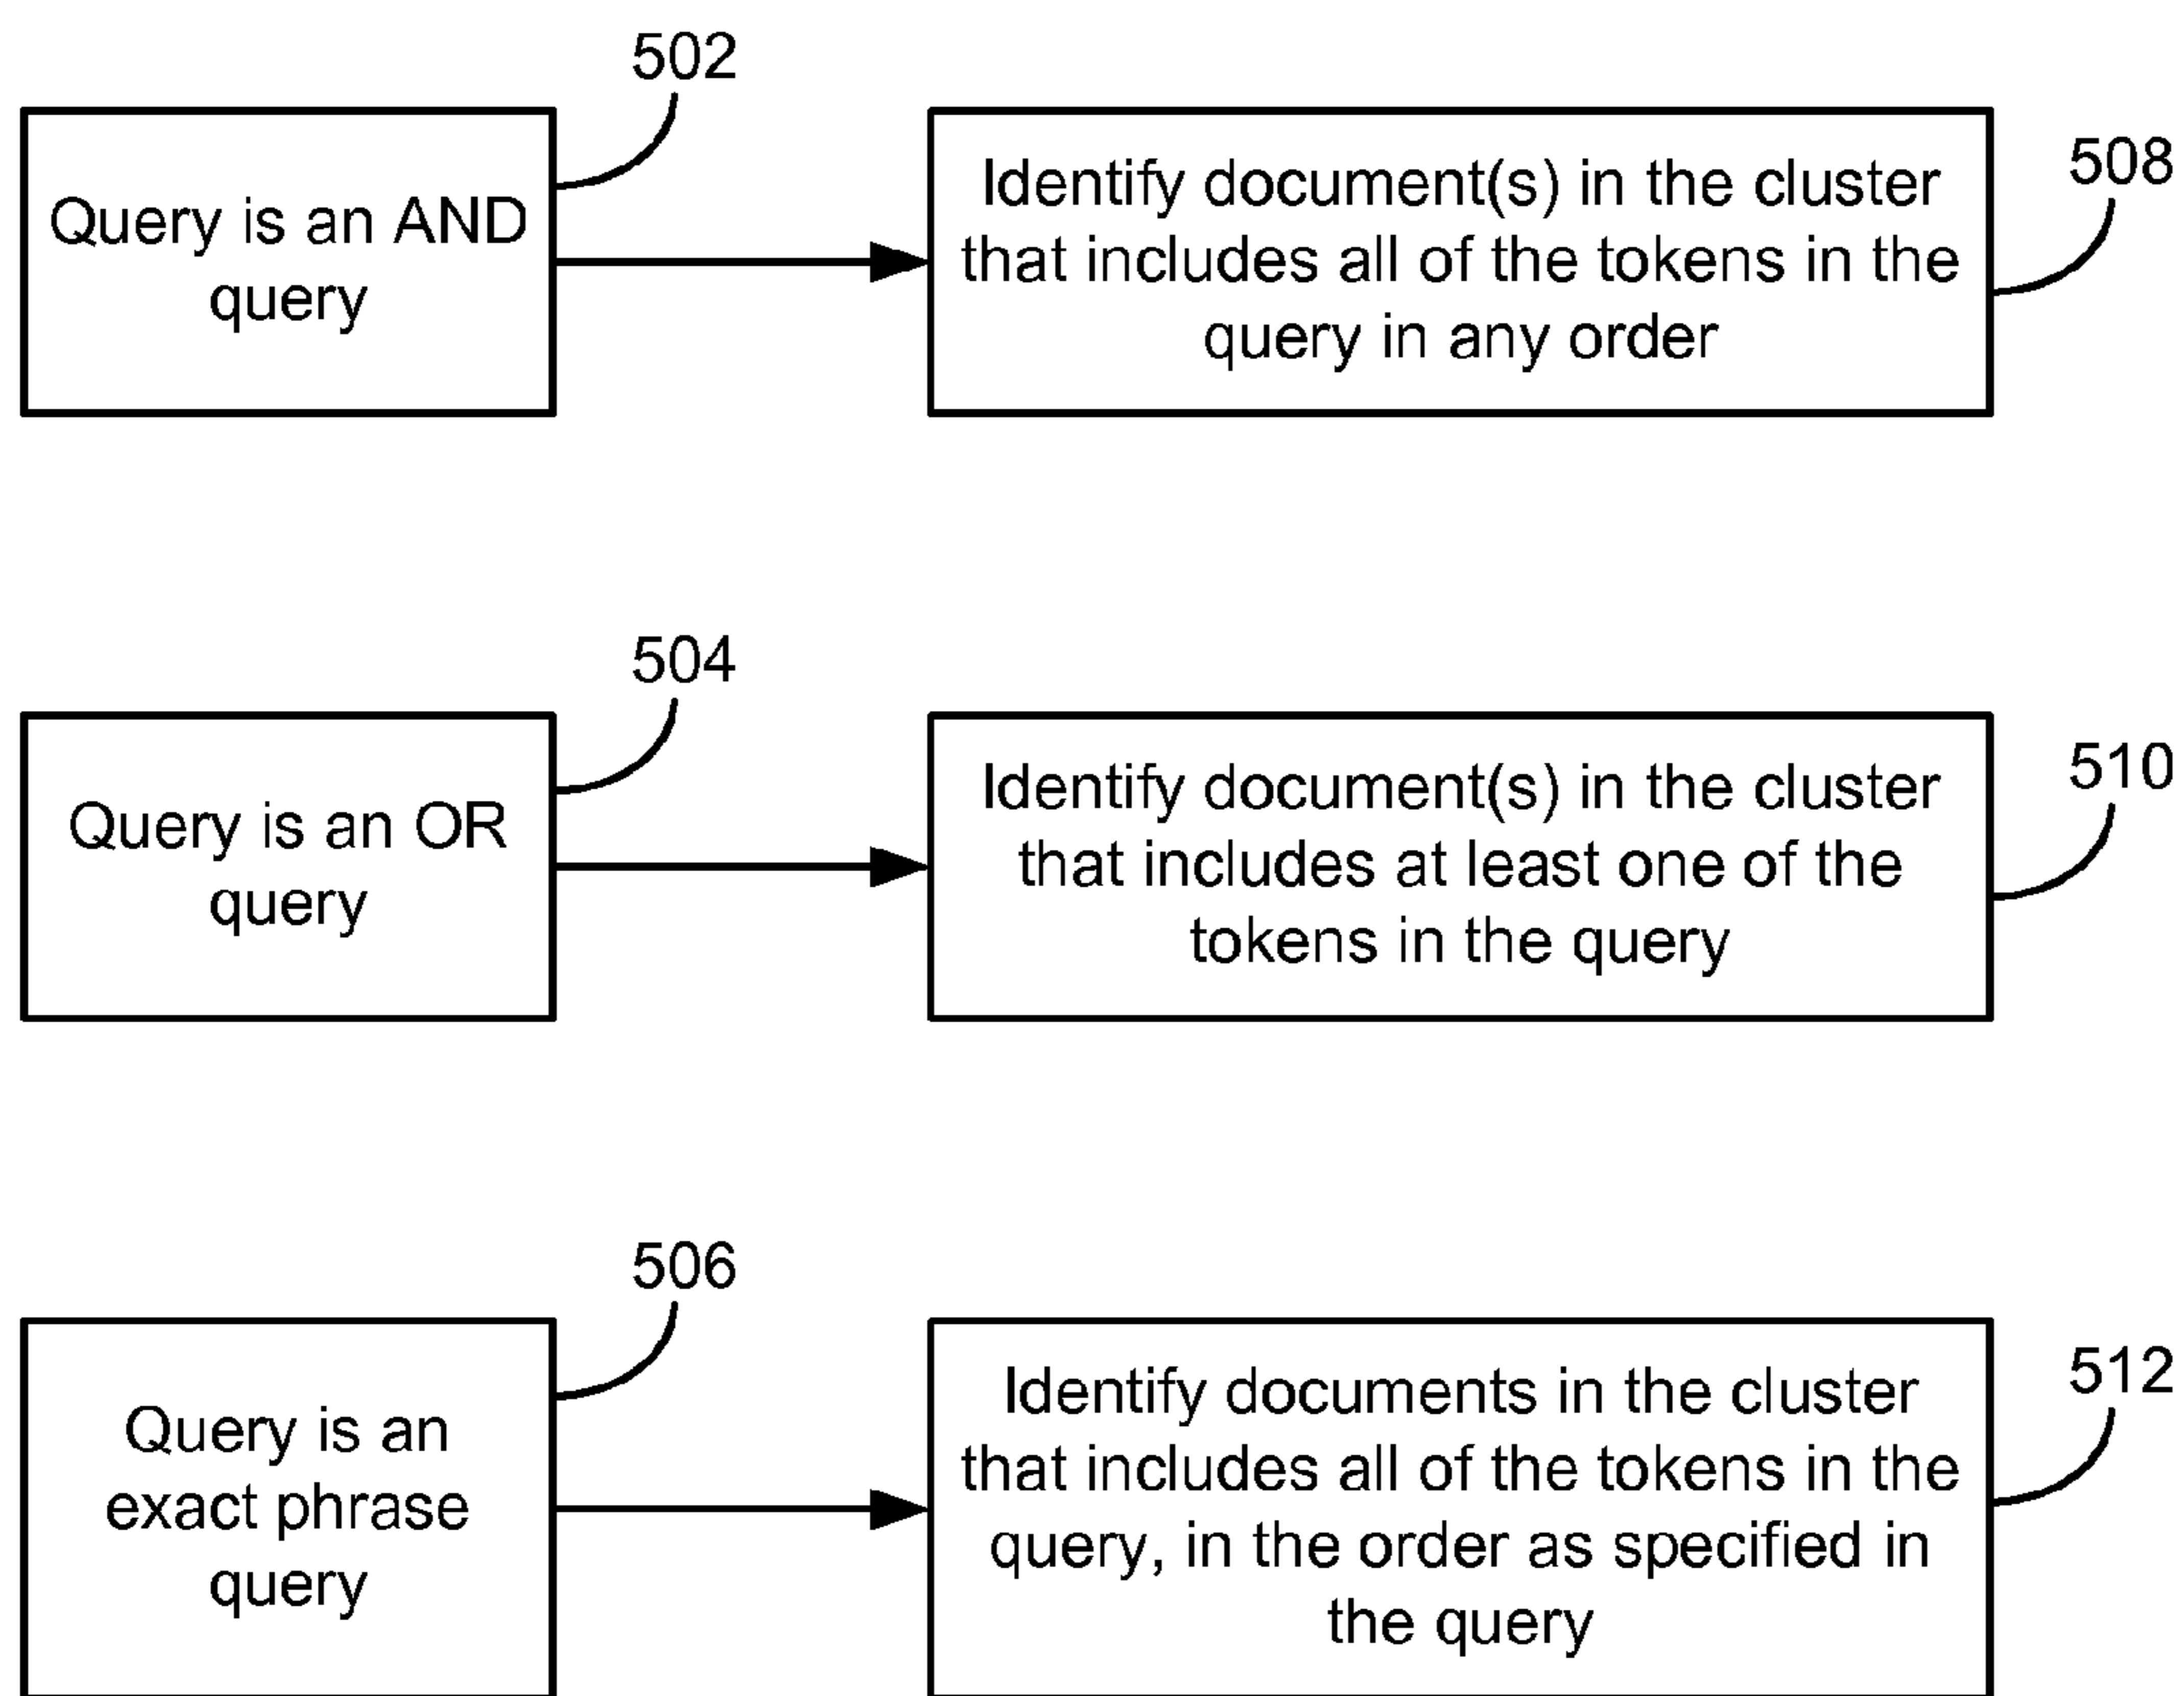 502
Query is an AND
query
508
Identify document(s) in the cluster
that includes all of the tokens in the
query in any order
504
Query is an OR
query
510
Identify document(s) in the cluster
that includes at least one of the
tokens in the query
506
Query is an
exact phrase
query
512
Identify documents in the cluster
that includes all of the tokens in the
query, in the order as specified in
the query